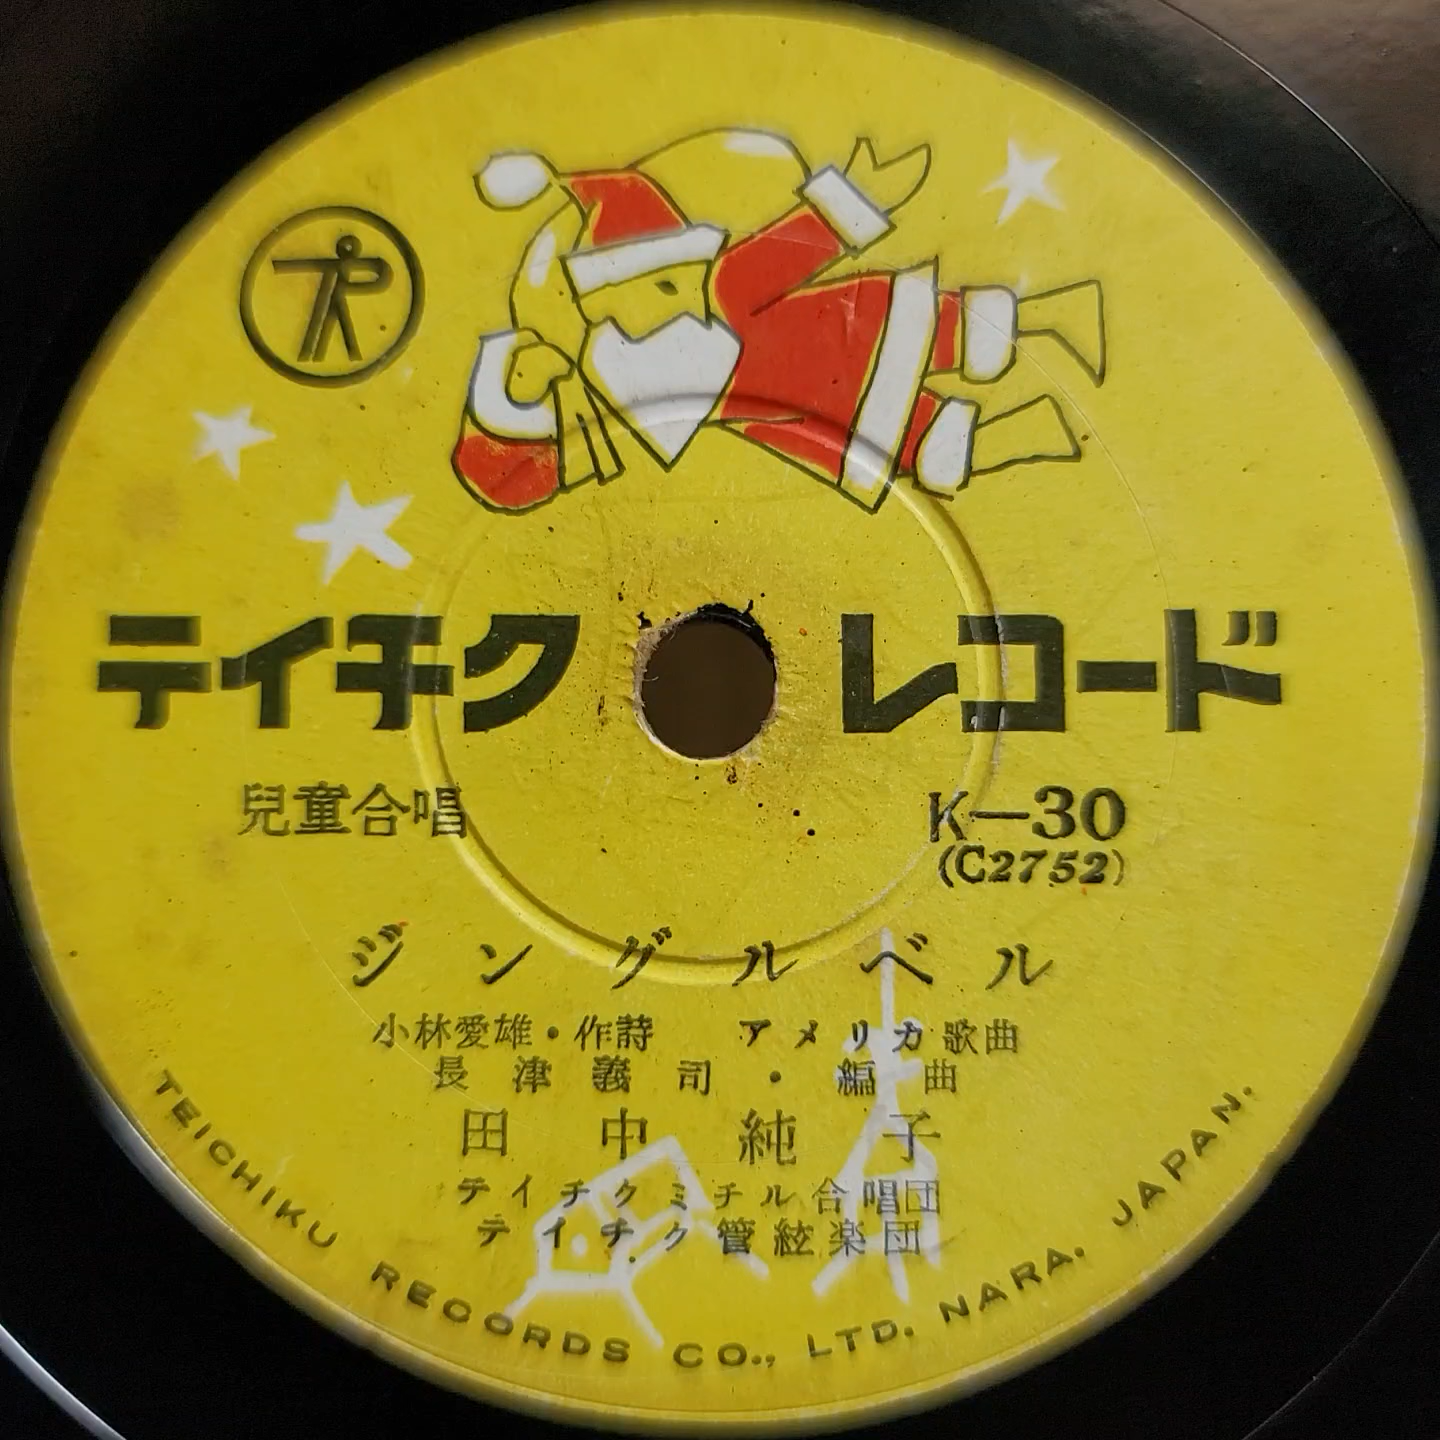 テイチク レコード
兒童合唱
K—30
(C2752)
ジングルベル
小林愛雄・作詩 アメリカ歌曲
長津義司・編曲
田中純子
テイチクミチル合唱団
テイチク管絃楽団
TEICHIKU RECORDS CO., LTD. NARA. JAPAN.